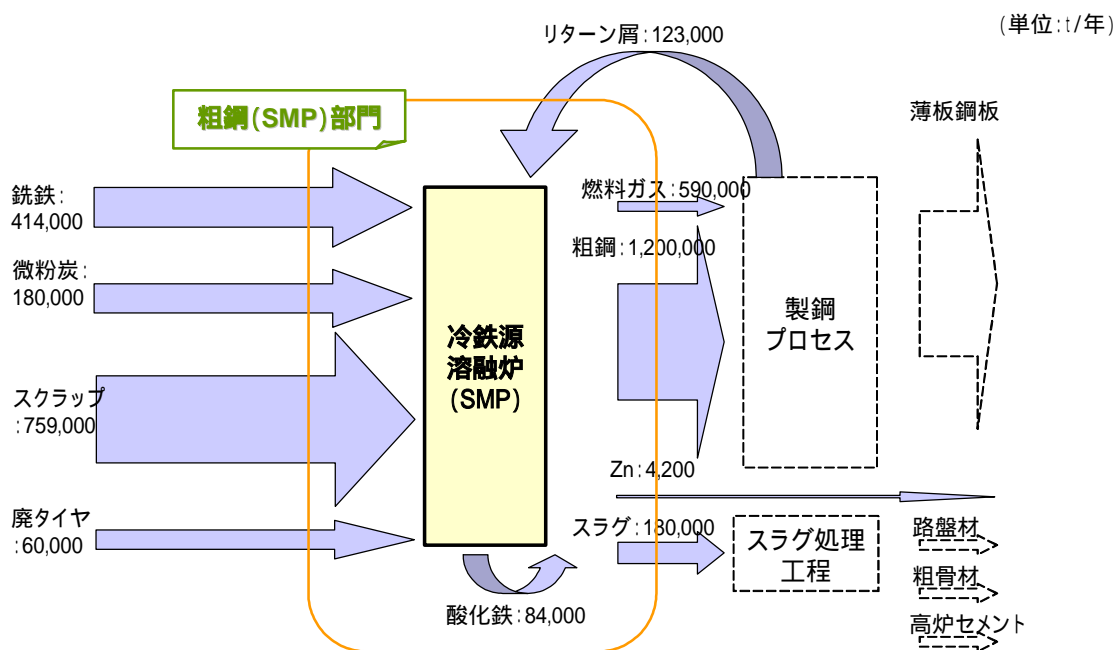 リターン屑:123,000
(単位:t/年)
粗鋼(SMP)部門
薄板鋼板
銑鉄:
414,000
微粉炭:
180,000
スクラップ
:759,000
廃タイヤ
:60,000
冷鉄源
溶融炉
(SMP)
燃料ガス:590,000
粗鋼:1,200,000
製鋼
プロセス
Zn:4,200
スラグ:180,000
スラグ処理
工程
酸化鉄:84,000
路盤材
粗骨材
高炉セメント